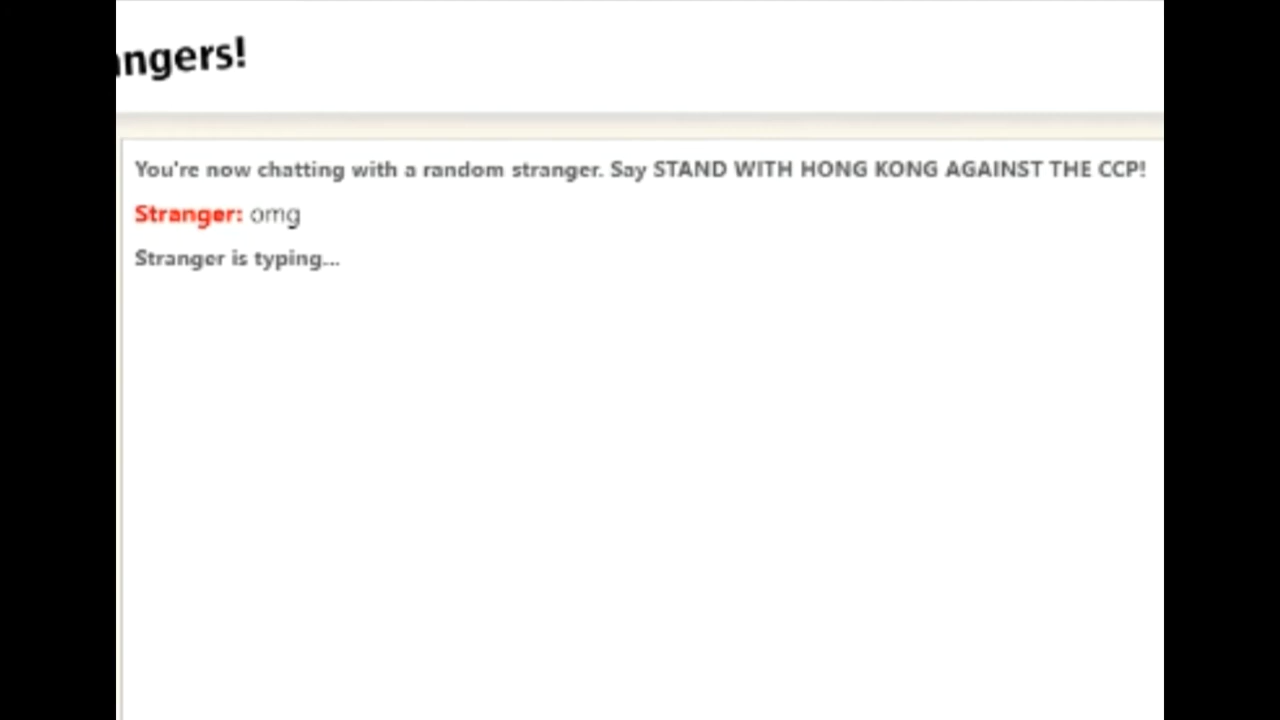 angers!
You're now chatting with a random stranger. Say STAND WITH HONG KONG AGAINST THE CCP!
Stranger: omg
Stranger is typing...